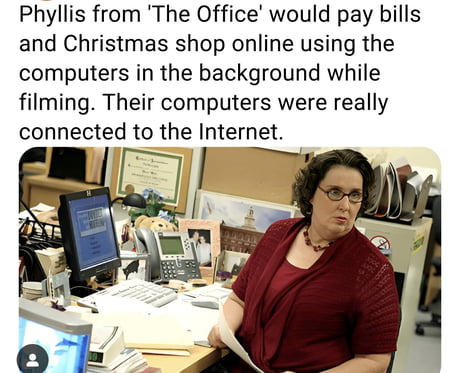 Phyllis from 'The Office' would pay bills
and Christmas shop online using the
computers in the background while
filming. Their computers were really
connected to the Internet.